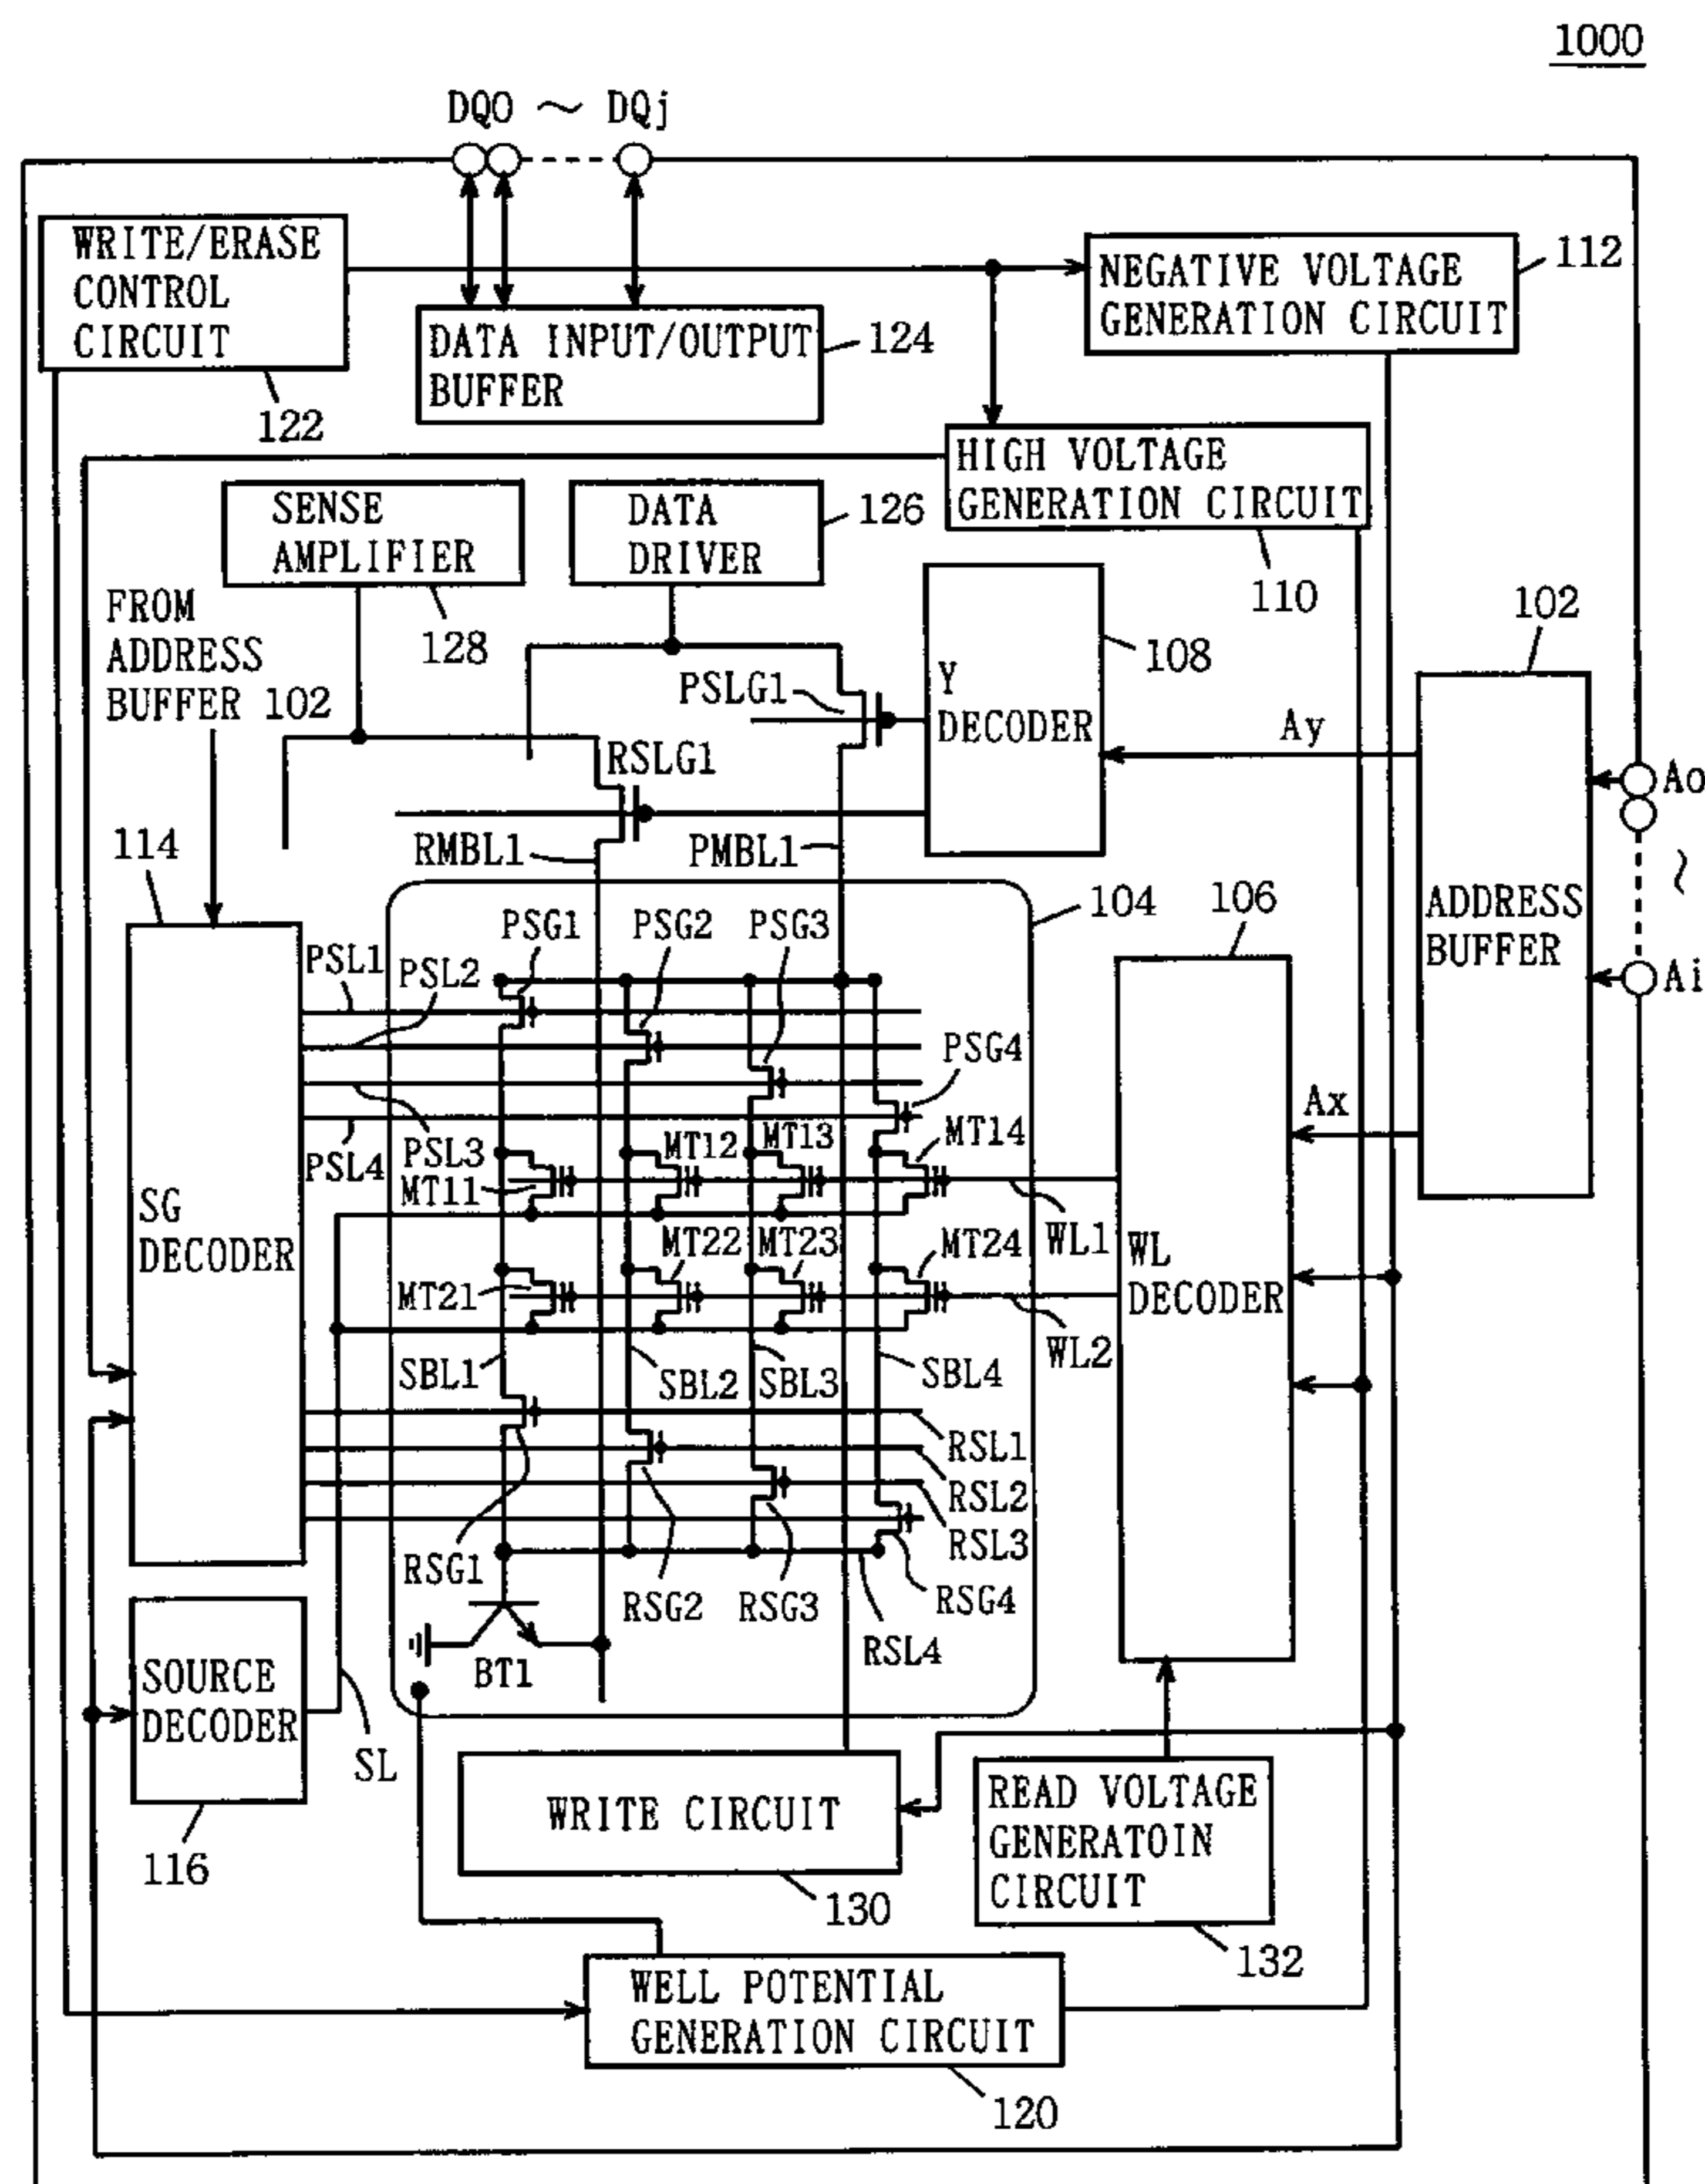 1000
DQ0 ~ DQj
WRITE/ERASE
CONTROL
CIRCUIT
122
DATA INPUT/OUTPUT
BUFFER
124
NEGATIVE VOLTAGE
GENERATION CIRCUIT
112
HIGH VOLTAGE
GENERATION CIRCUIT
110
SENSE
AMPLIFIER
128
DATA
DRIVER
126
FROM
ADDRESS
BUFFER 102
PSLG1
RSLG1
Y
DECODER
108
102
Ay
ADDRESS
BUFFER
Ao
~
Ai
RMBL1
PMBL1
114
104
106
PSG1
PSG2
PSG3
PSL1
PSL2
PSG4
PSL3
PSL4
MT11
MT12
MT13
MT14
Ax
SG
DECODER
WL1
MT21
MT22
MT23
MT24
WL
DECODER
WL2
SBL1
SBL2
SBL3
SBL4
RSL1
RSL2
RSL3
RSG1
RSG2
RSG3
RSG4
RSL4
BT1
SOURCE
DECODER
116
SL
WRITE CIRCUIT
130
READ VOLTAGE
GENERATOIN
CIRCUIT
132
WELL POTENTIAL
GENERATION CIRCUIT
120